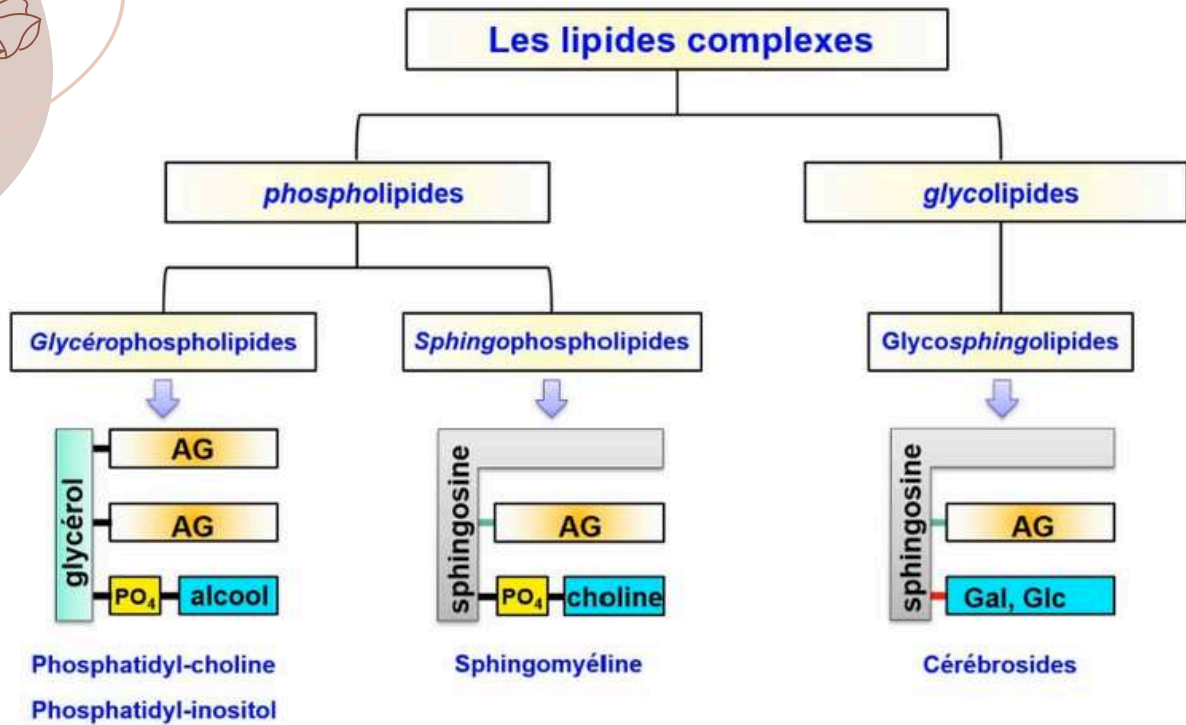 Les lipides complexes
phospholipides
glycolipides
Glycérophospholipides
Sphingophospholipides
Glycosphingolipides
glycérol
AG
AG
PO₄
alcool
Phosphatidyl-choline
Phosphatidyl-inositol
sphingosine
AG
PO₄
choline
Sphingomyéline
sphingosine
AG
Gal, Glc
Cérébrosides